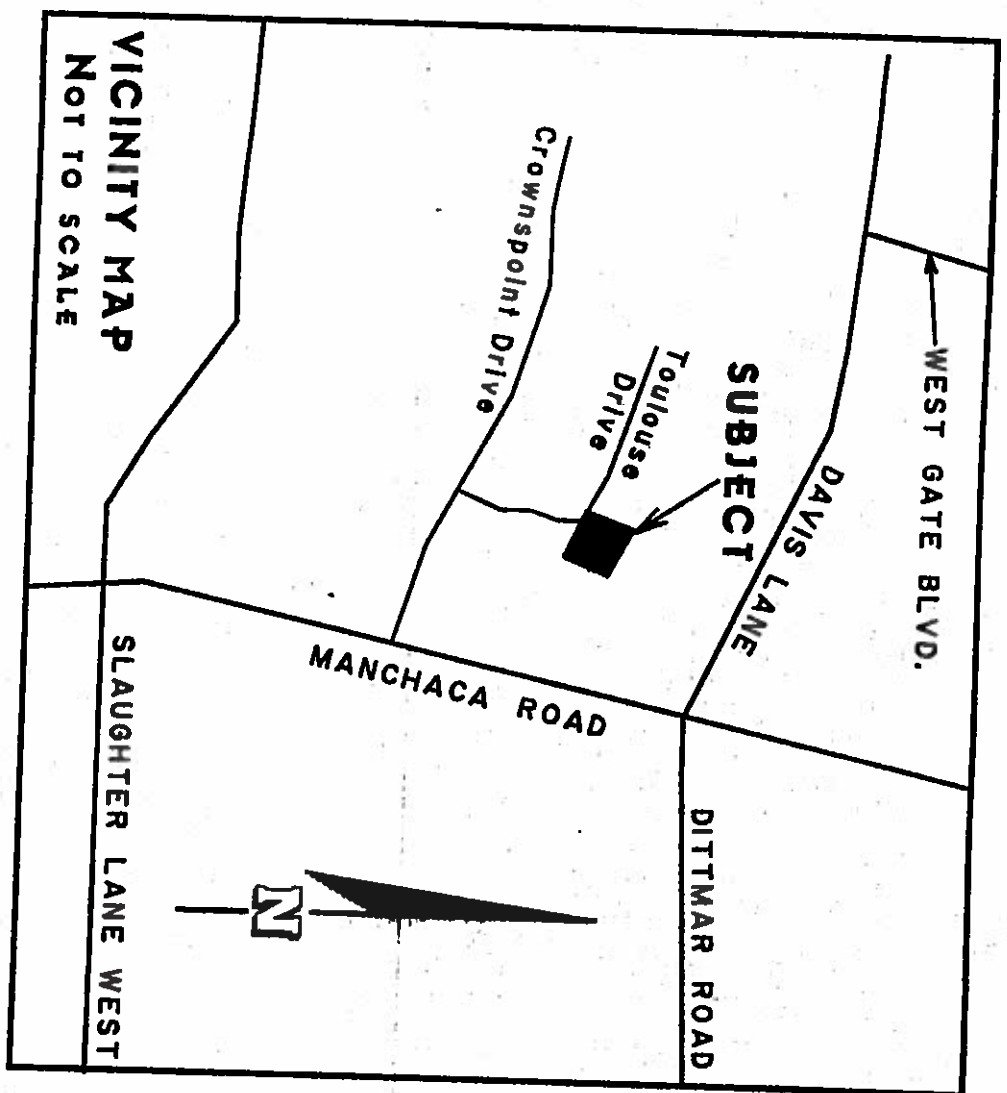 WEST GATE BLVD.
DAVIS LANE
SUBJECT
Toulouse
Drive
Crownspoint Drive
MANCHACA ROAD
DITTMAR ROAD
SLAUGHTER LANE WEST
N
VICINITY MAP
NOT TO SCALE